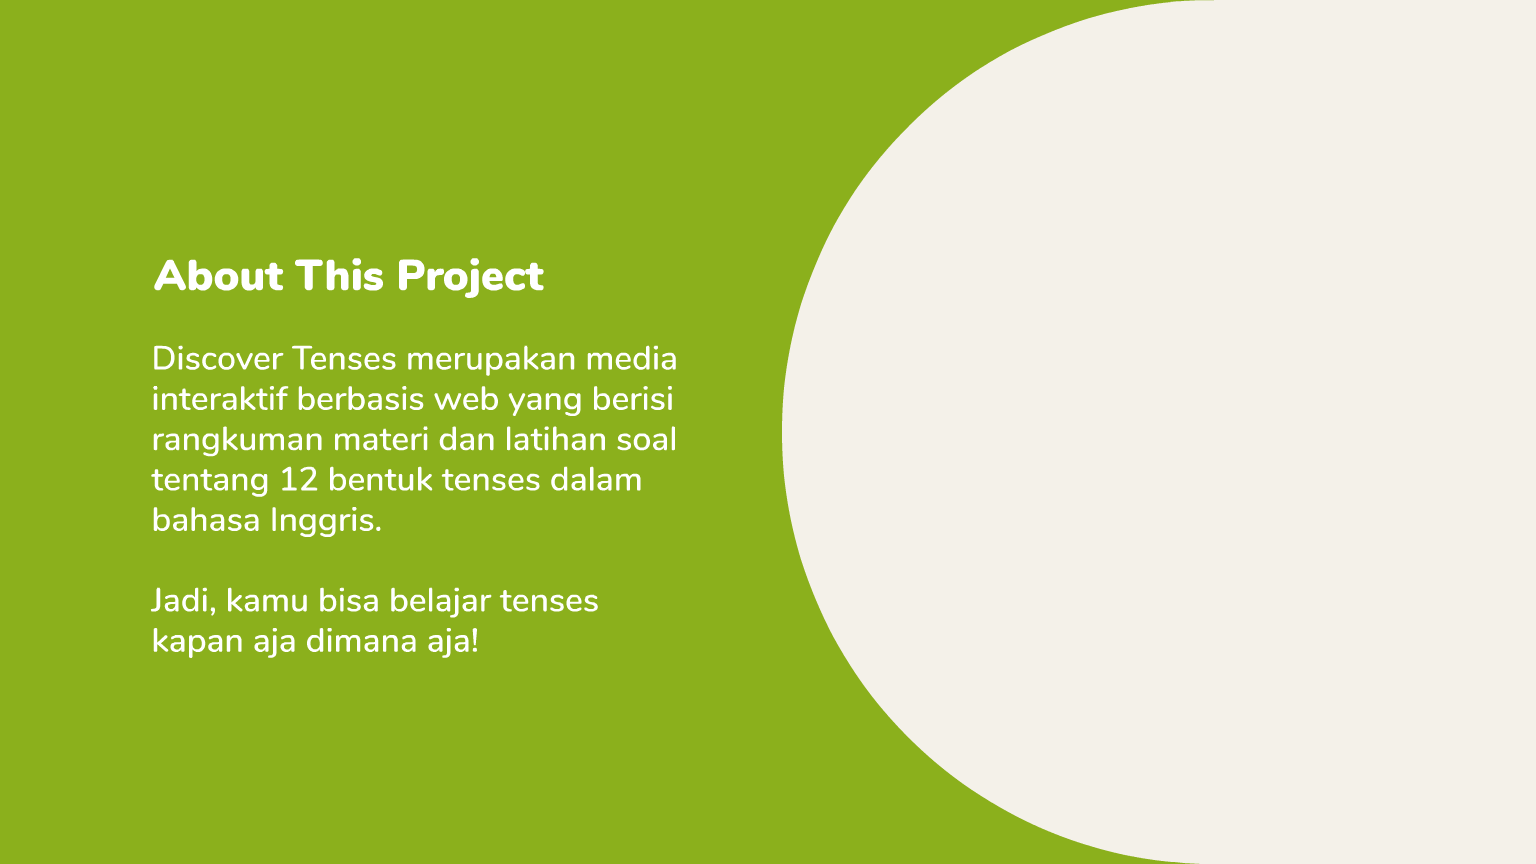 About This Project
Discover Tenses merupakan media
interaktif berbasis web yang berisi
rangkuman materi dan latihan soal
tentang 12 bentuk tenses dalam
bahasa Inggris.
Jadi, kamu bisa belajar tenses
kapan aja dimana aja!